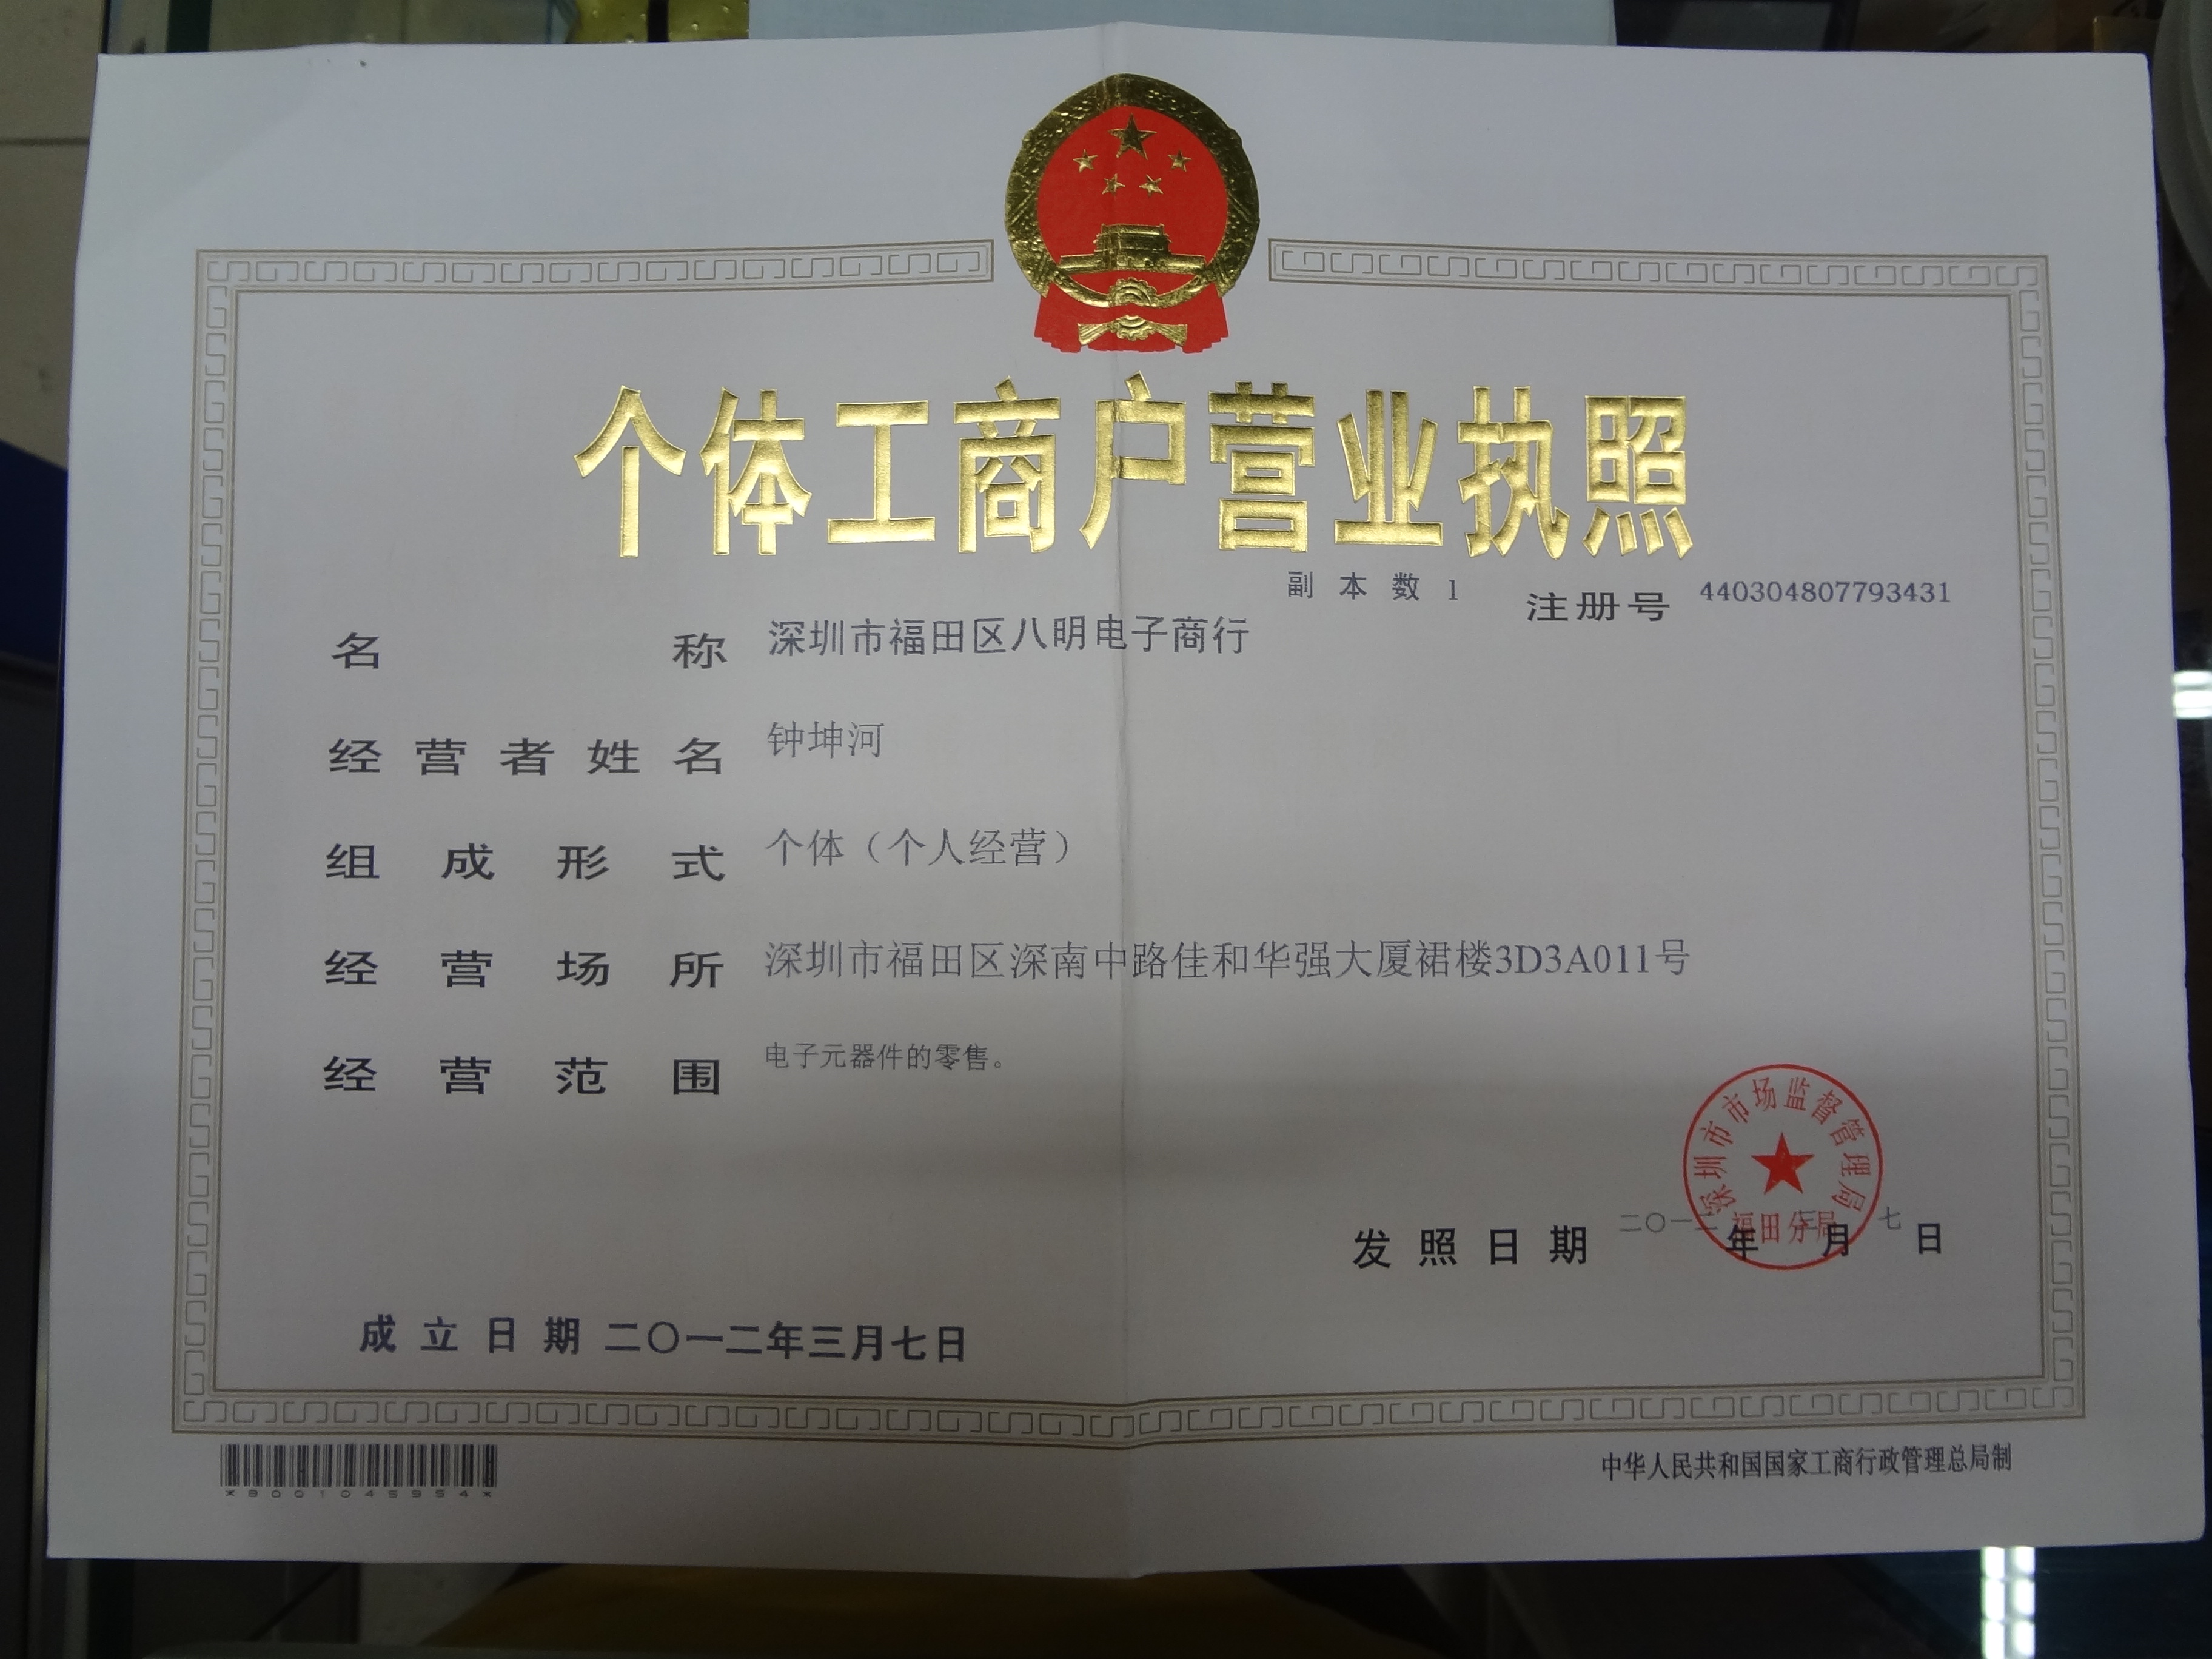 个体工商户营业执照
副本数 1 注册号 440304807793431
名称 深圳市福田区八明电子商行
经营者姓名 钟坤河
组成形式 个体（个人经营）
经营场所 深圳市福田区深南中路佳和华强大厦裙楼3D3A011号
经营范围 电子元器件的零售。
深圳市市场监督管理局
福田分局
发照日期 二〇一二年三月七日
成立日期 二〇一二年三月七日
*8001045954*
中华人民共和国国家工商行政管理总局制